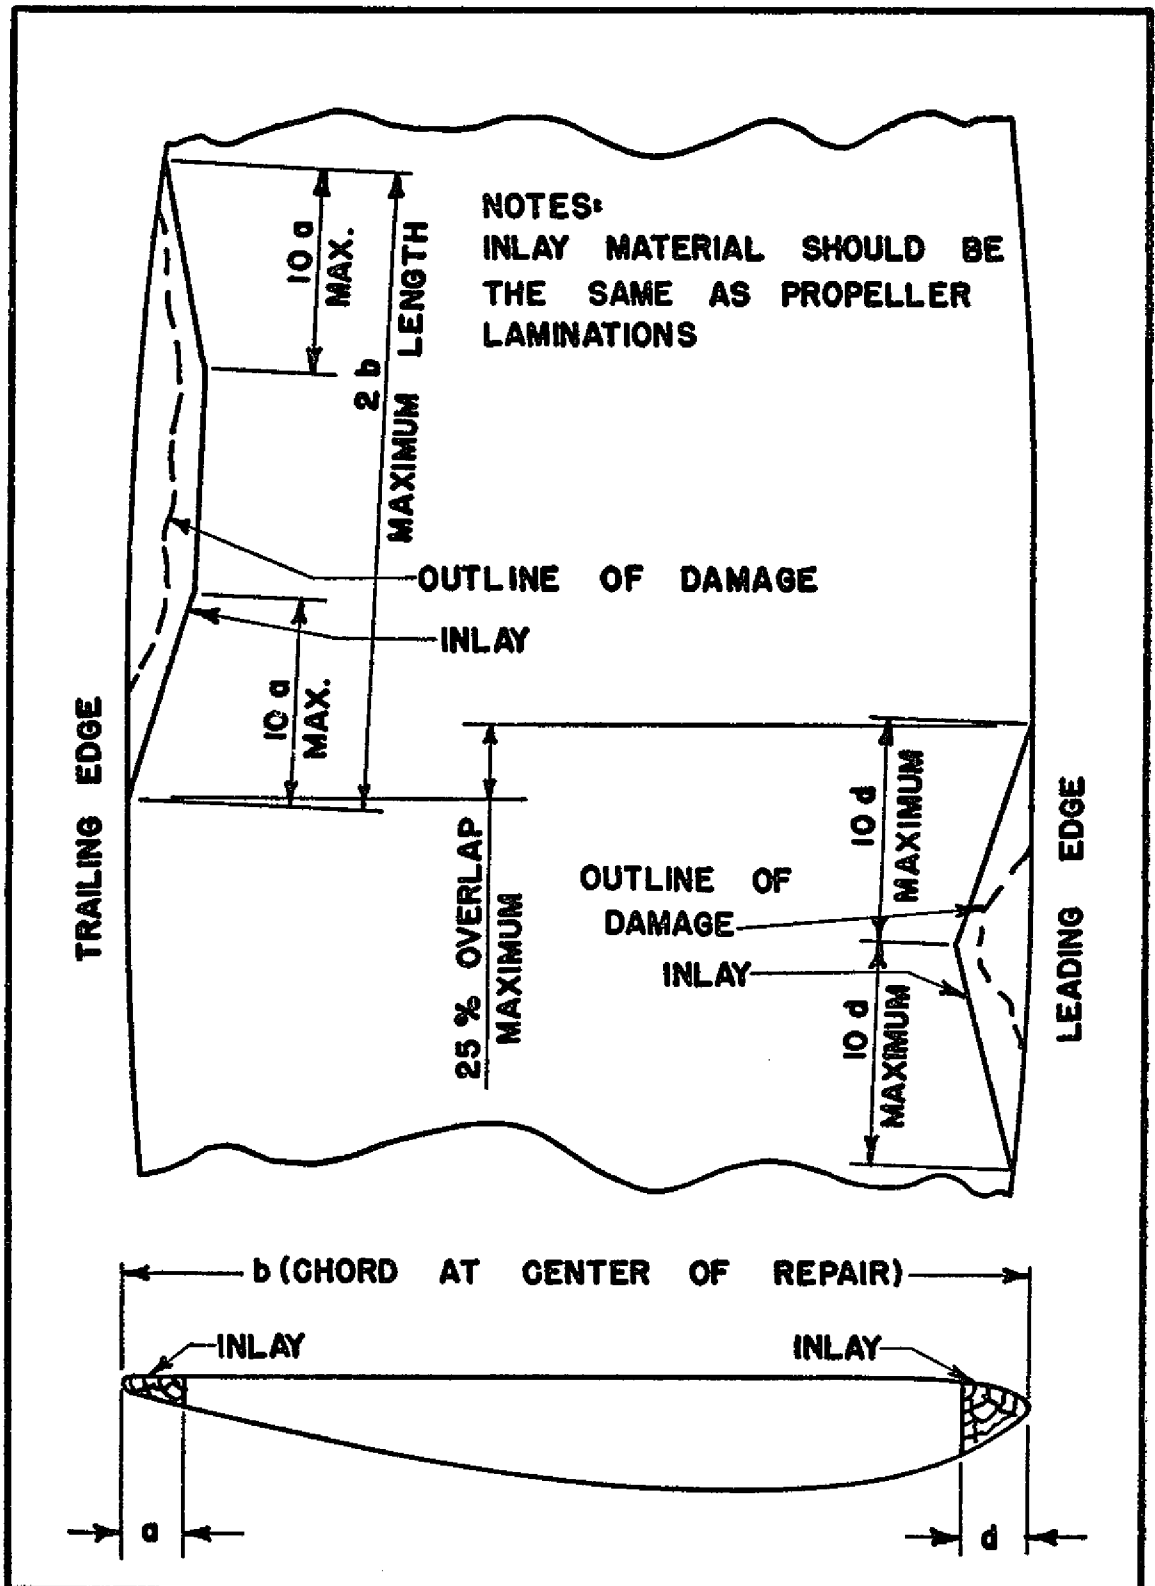 NOTES:
INLAY MATERIAL SHOULD BE
THE SAME AS PROPELLER
LAMINATIONS
10 a
MAX.
2 b
MAXIMUM LENGTH
OUTLINE OF DAMAGE
INLAY
10 a
MAX.
TRAILING EDGE
25 % OVERLAP
MAXIMUM
10 d
MAXIMUM
OUTLINE OF
DAMAGE
INLAY
10 d
MAXIMUM
LEADING EDGE
b (CHORD AT CENTER OF REPAIR)
INLAY
INLAY
a
d